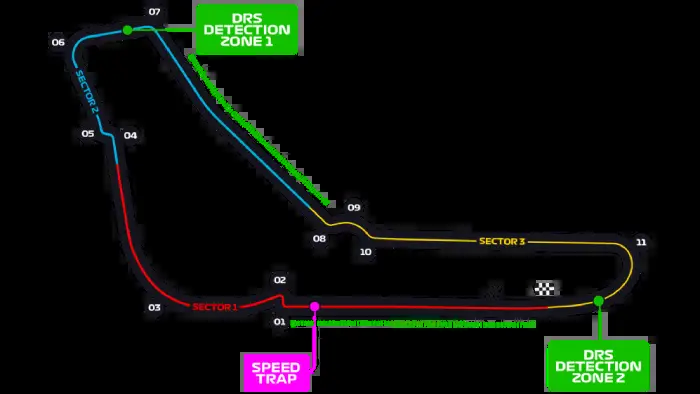 07
DRS
DETECTION
ZONE 1
06
SECTOR 2
05
04
09
08
10
SECTOR 3
11
02
03
SECTOR 1
01
SPEED
TRAP
DRS
DETECTION
ZONE 2